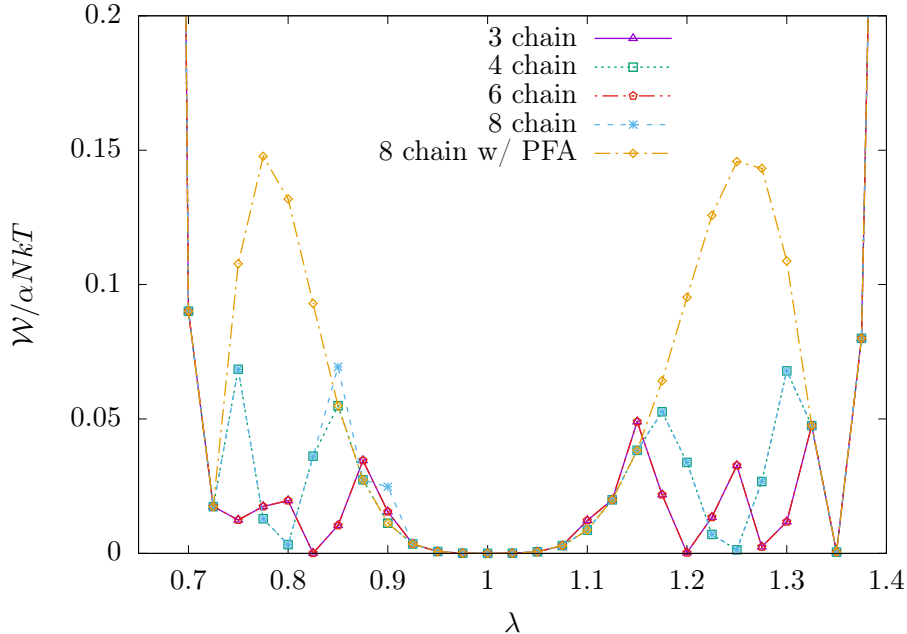 0.2
0.15
0.1
0.05
0
0.7 0.8 0.9 1 1.1 1.2 1.3 1.4
𝒲/αNkT
λ
3 chain
4 chain
6 chain
8 chain
8 chain w/ PFA